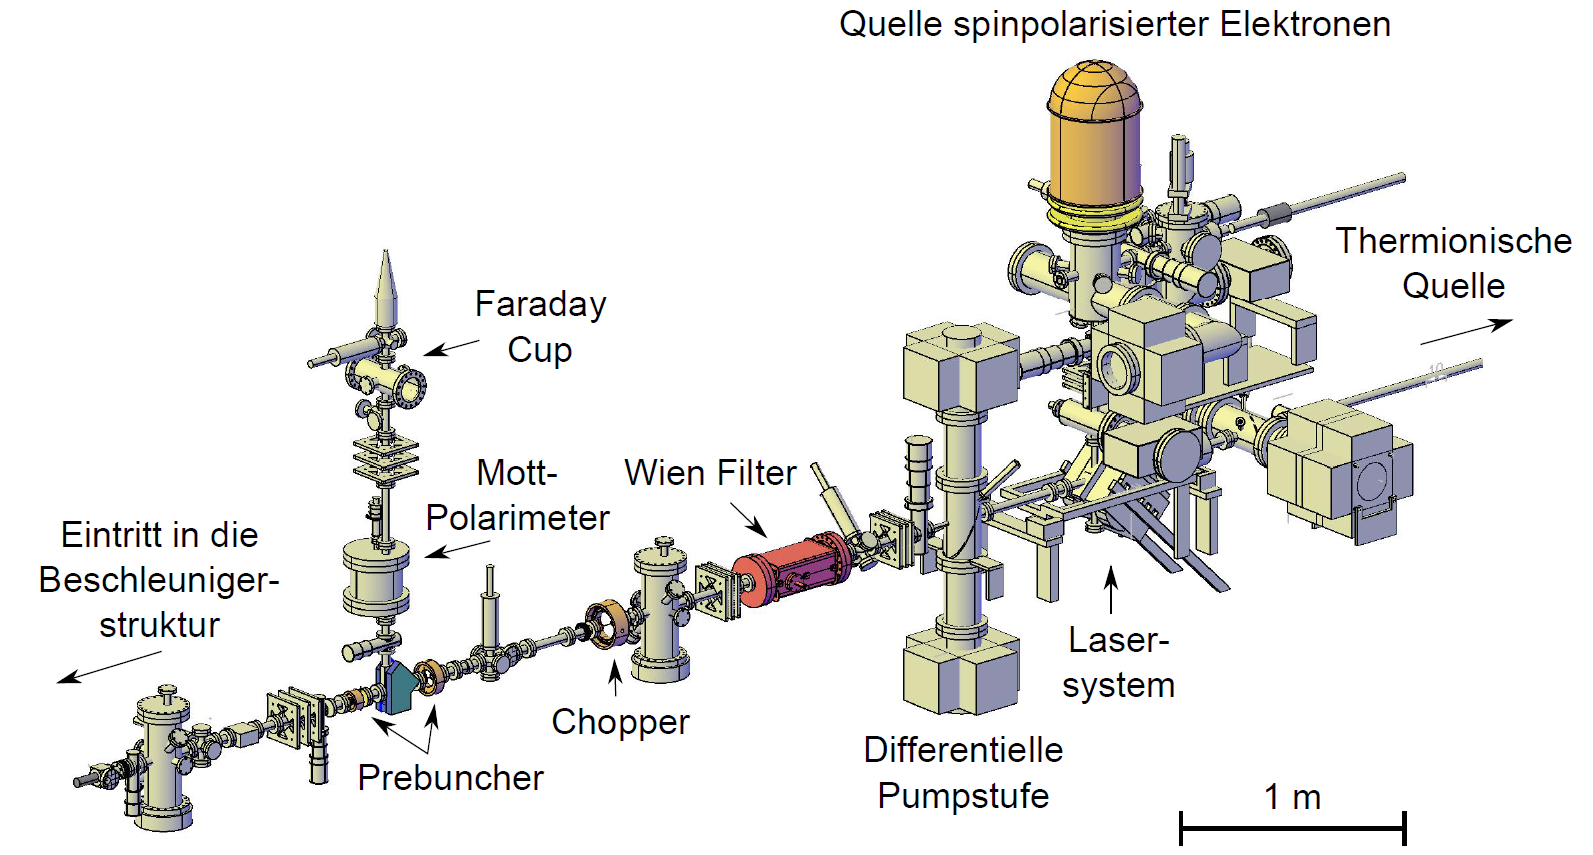 Quelle spinpolarisierter Elektronen
Thermionische
Quelle
Faraday
Cup
Mott-
Polarimeter
Wien Filter
Eintritt in die
Beschleuniger-
struktur
Laser-
system
Chopper
Prebuncher
Differentielle
Pumpstufe
1 m